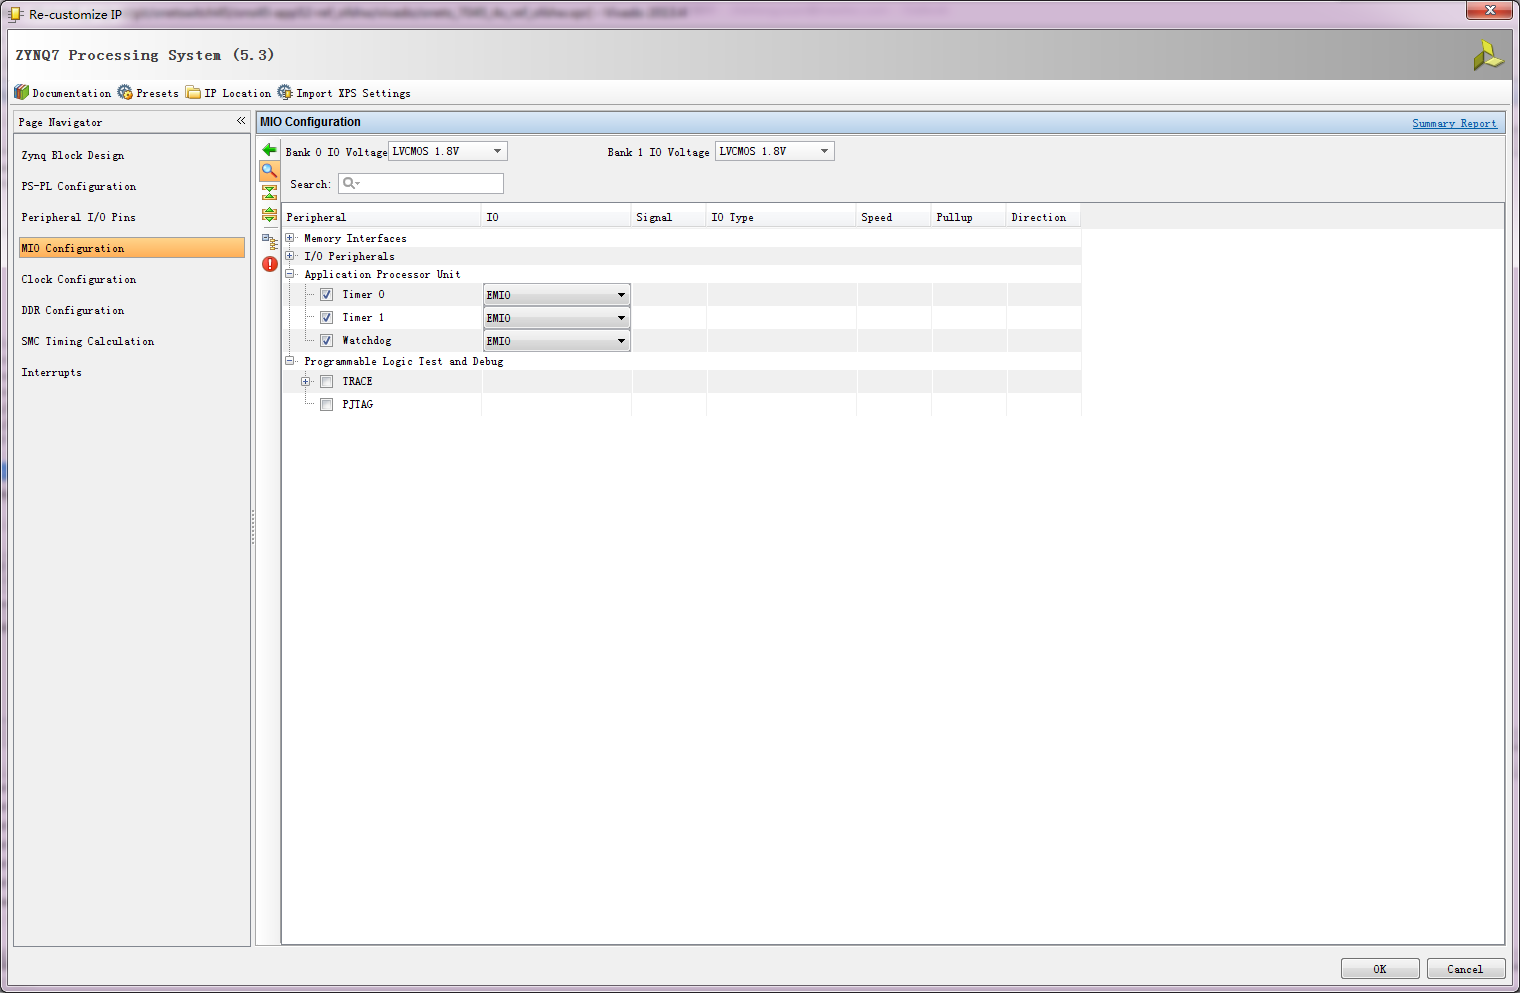 Re-customize IP
ZYNQ7 Processing System (5.3)
Documentation Presets IP Location Import XPS Settings
Page Navigator
Zynq Block Design
PS-PL Configuration
Peripheral I/O Pins
MIO Configuration
Clock Configuration
DDR Configuration
SMC Timing Calculation
Interrupts
MIO Configuration Summary Report
Bank 0 IO Voltage LVCMOS 1.8V Bank 1 IO Voltage LVCMOS 1.8V
Search:
Peripheral IO Signal IO Type Speed Pullup Direction
Memory Interfaces
I/O Peripherals
Application Processor Unit
Timer 0 EMIO
Timer 1 EMIO
Watchdog EMIO
Programmable Logic Test and Debug
TRACE
PJTAG
OK Cancel